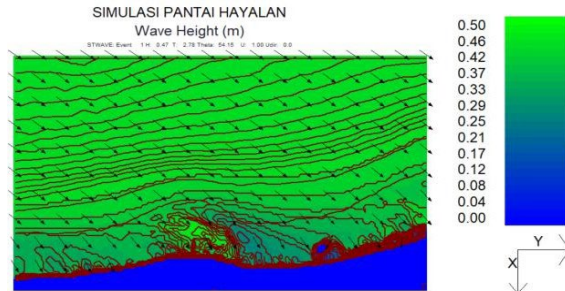 SIMULASI PANTAI HAYALAN
Wave Height (m)
STWAVE: Event 1 H: 0.47 T: 2.78 Theta: 54.15 U: 1.00 Udir: 0.0
0.50
0.46
0.42
0.37
0.33
0.29
0.25
0.21
0.17
0.12
0.08
0.04
0.00
Y
X